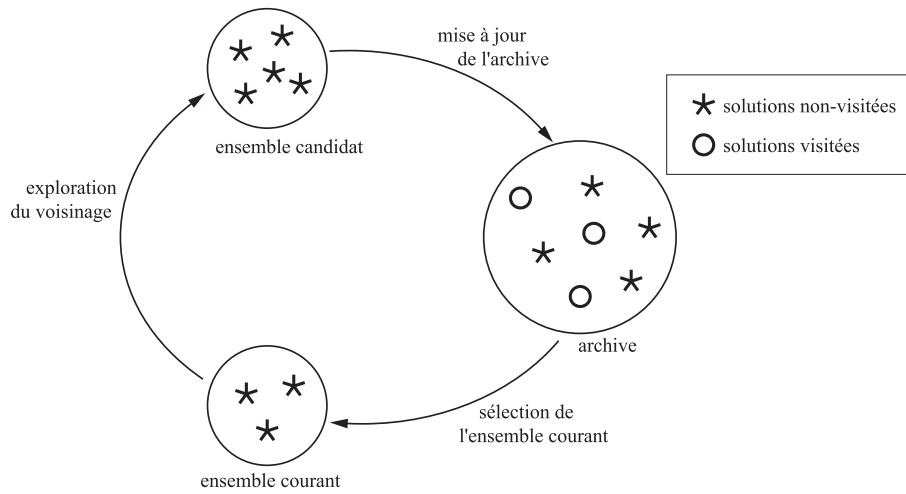 mise à jour
de l'archive
solutions non-visitées
solutions visitées
ensemble candidat
exploration
du voisinage
archive
sélection de
l'ensemble courant
ensemble courant